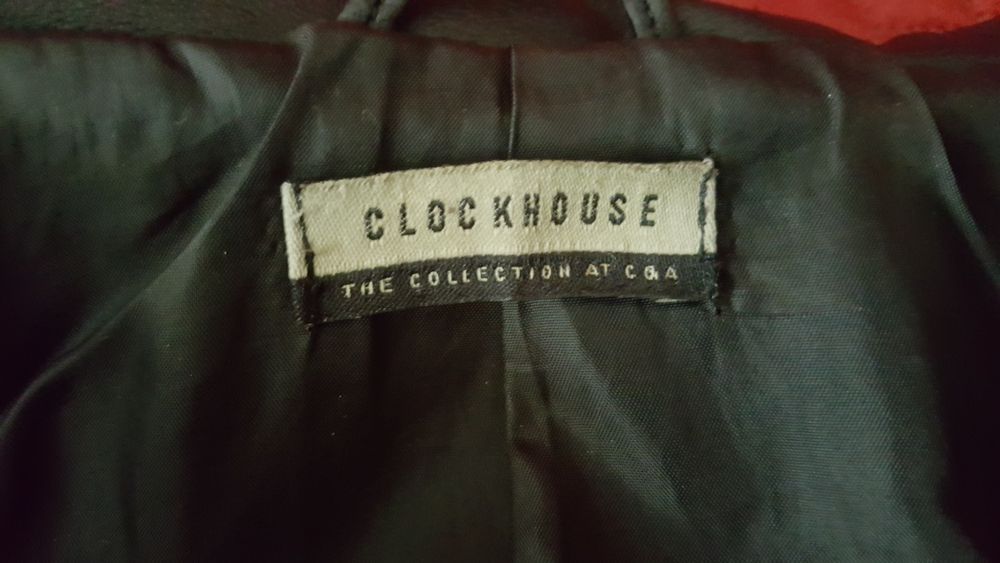 CLOCKHOUSE
THE COLLECTION AT C&A